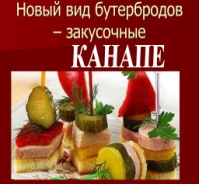 Новый вид бутербродов
– закусочные
КАНАПЕ